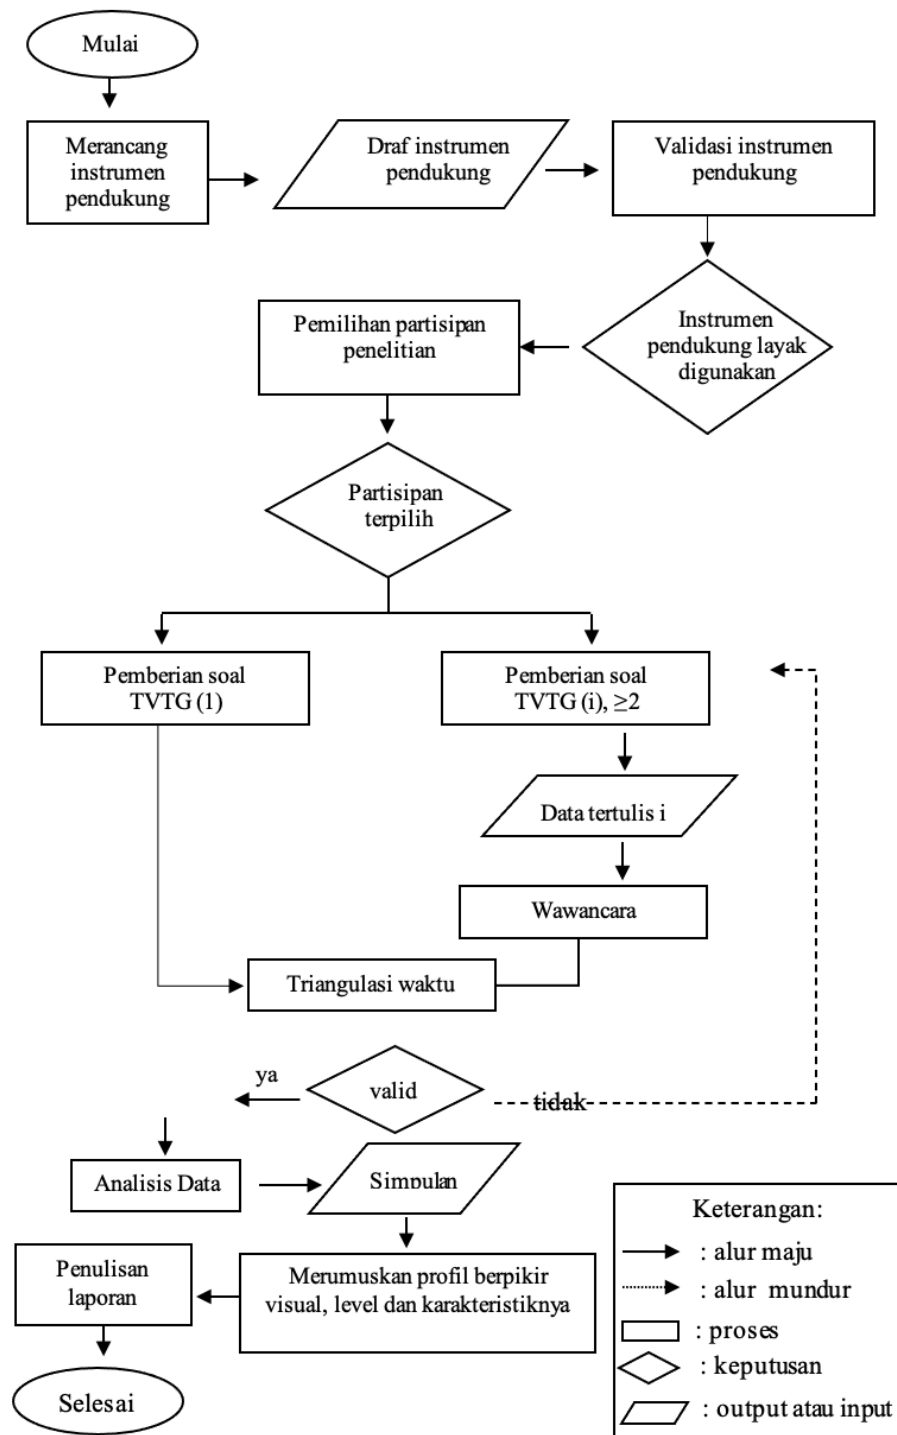 Mulai
Merancang
instrumen
pendukung
Draf instrumen
pendukung
Validasi instrumen
pendukung
Instrumen
pendukung layak
digunakan
Pemilihan partisipan
penelitian
Partisipan
terpilih
Pemberian soal
TVTG (1)
Pemberian soal
TVTG (i), ≥2
Data tertulis i
Wawancara
Triangulasi waktu
ya
valid
tidak
Analisis Data
Simpulan
Merumuskan profil berpikir
visual, level dan karakteristiknya
Penulisan
laporan
Selesai
Keterangan:
: alur maju
: alur mundur
: proses
: keputusan
: output atau input